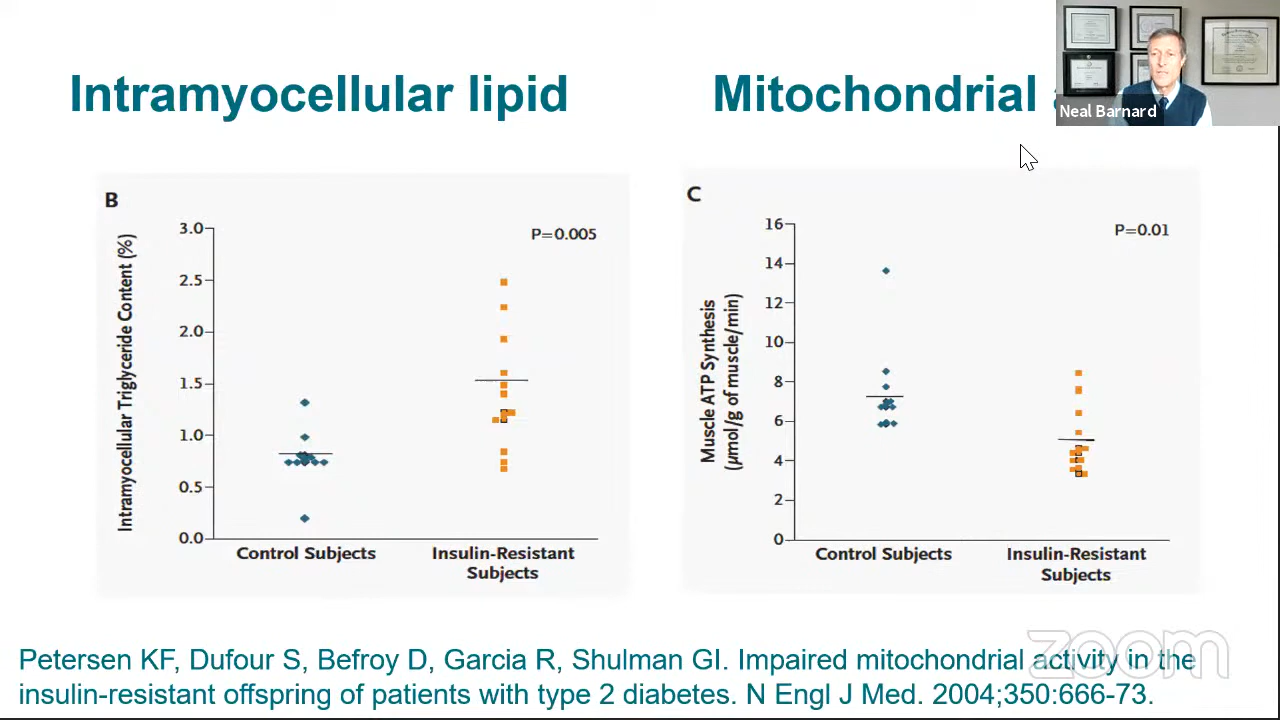 Intramyocellular lipid
Mitochondrial
Neal Barnard
B
P=0.005
Intramyocellular Triglyceride Content (%)
3.0
2.5
2.0
1.5
1.0
0.5
0.0
Control Subjects
Insulin-Resistant
Subjects
C
P=0.01
Muscle ATP Synthesis
(µmol/g of muscle/min)
16
14
12
10
8
6
4
2
0
Control Subjects
Insulin-Resistant
Subjects
Petersen KF, Dufour S, Befroy D, Garcia R, Shulman GI. Impaired mitochondrial activity in the
insulin-resistant offspring of patients with type 2 diabetes. N Engl J Med. 2004;350:666-73.
zoom